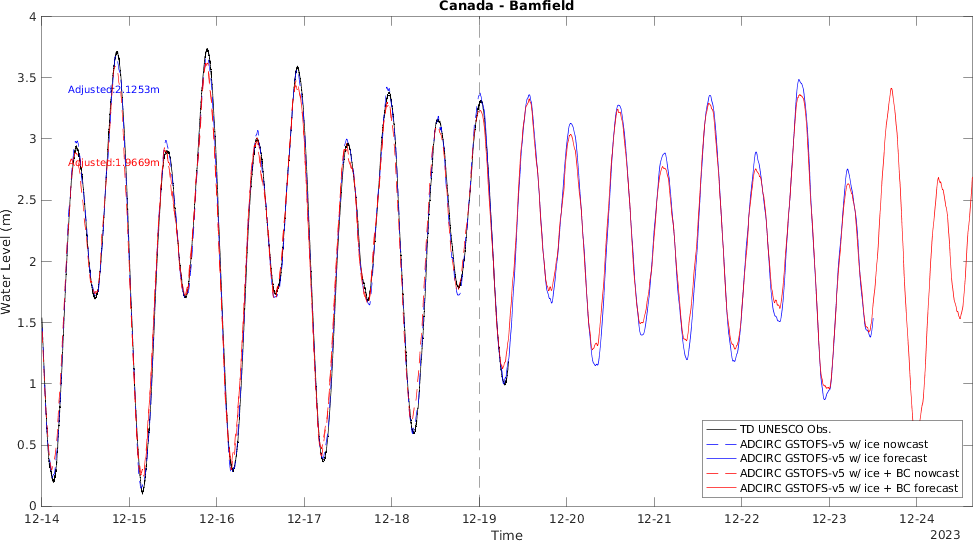 Canada - Bamfield
4
3.5
3
2.5
2
1.5
1
0.5
0
Water Level (m)
Adjusted:2.1253m
Adjusted:1.9669m
TD UNESCO Obs.
ADCIRC GSTOFS-v5 w/ ice nowcast
ADCIRC GSTOFS-v5 w/ ice forecast
ADCIRC GSTOFS-v5 w/ ice + BC nowcast
ADCIRC GSTOFS-v5 w/ ice + BC forecast
12-14 12-15 12-16 12-17 12-18 12-19 12-20 12-21 12-22 12-23 12-24
Time
2023